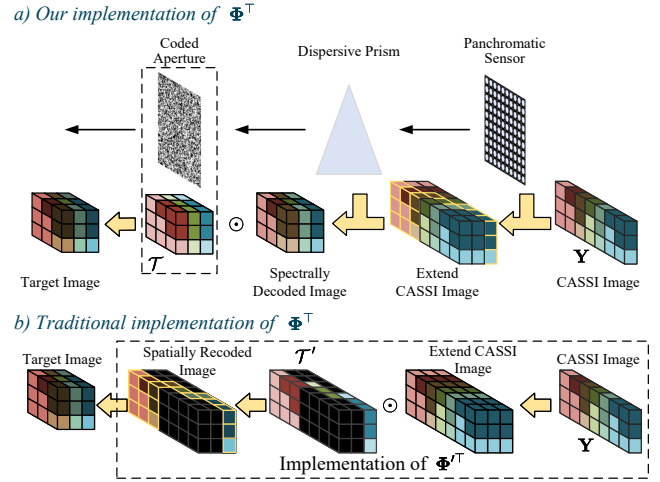 a) Our implementation of Φ⊤
Coded
Aperture
Dispersive Prism
Panchromatic
Sensor
Target Image
𝒯
⊙
Spectrally
Decoded Image
Extend
CASSI Image
Y
CASSI Image
b) Traditional implementation of Φ⊤
Target Image
Spatially Recoded
Image
𝒯′
⊙
Extend CASSI
Image
CASSI Image
Y
Implementation of Φ′⊤